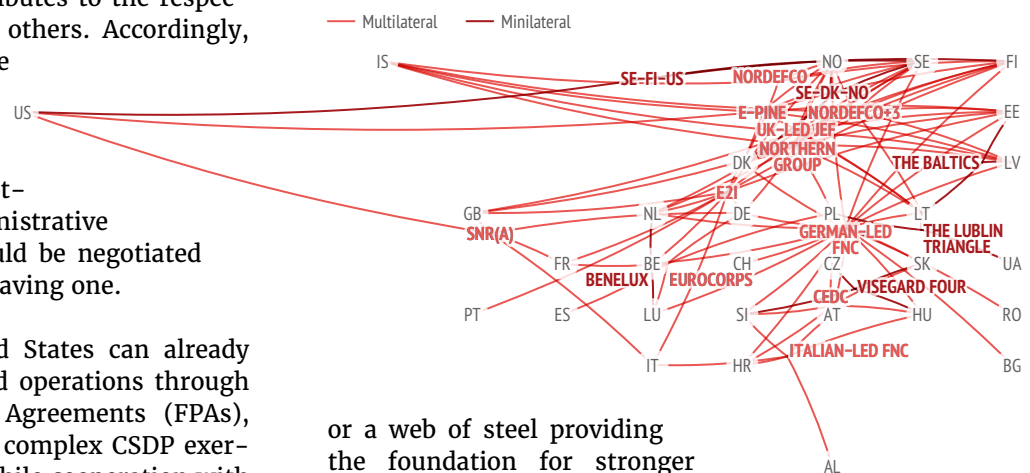 butes to the respec-
others. Accordingly,
e
t-
nistrative
uld be negotiated
aving one.
d States can already
d operations through
Agreements (FPAs),
complex CSDP exer-
Multilateral
Minilateral
IS
NO
SE
FI
SE-FI-US
NORDEFCO
SE-DK-NO
US
E-PINE
NORDEFCO+3
EE
UK-LED JEF
NORTHERN
GROUP
DK
THE BALTICS
LV
E2I
GB
NL
DE
PL
LT
SNR(A)
GERMAN-LED
FNC
THE LUBLIN
TRIANGLE
FR
BE
CH
CZ
SK
UA
BENELUX
EUROCORPS
VISEGARD FOUR
CEDC
PT
ES
LU
SI
AT
HU
RO
ITALIAN-LED FNC
IT
HR
BG
AL
or a web of steel providing
the foundation for stronger